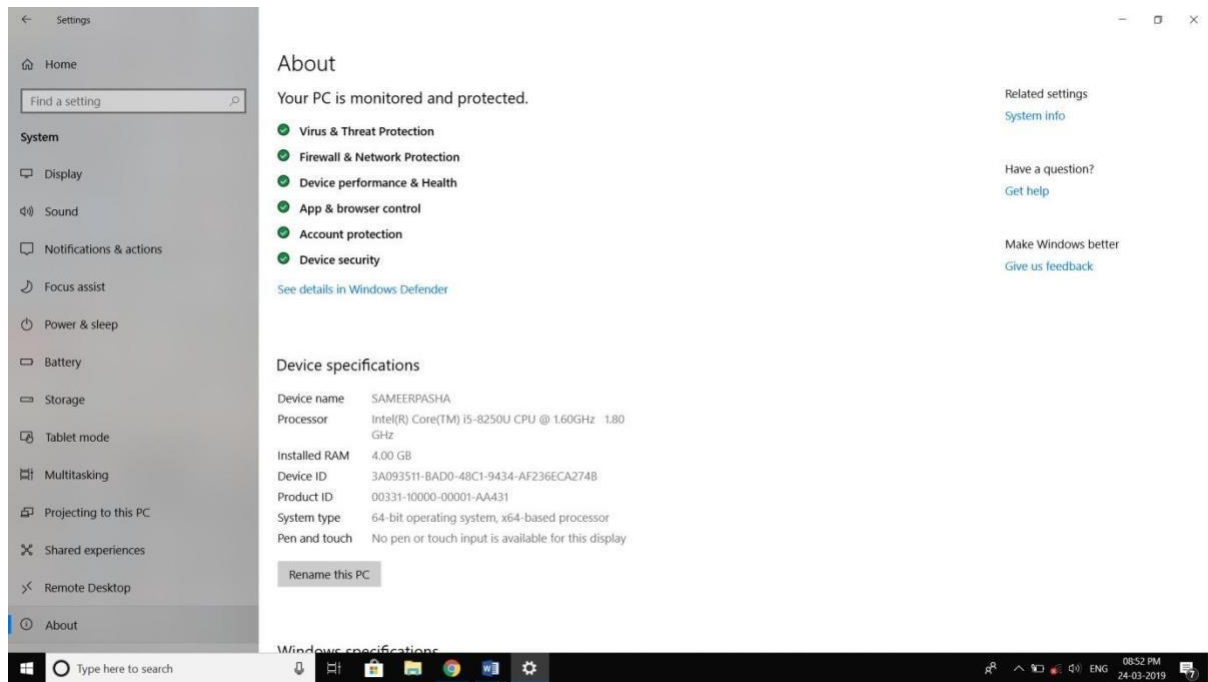 Settings
Home
Find a setting
System
Display
Sound
Notifications & actions
Focus assist
Power & sleep
Battery
Storage
Tablet mode
Multitasking
Projecting to this PC
Shared experiences
Remote Desktop
About
About
Your PC is monitored and protected.
Virus & Threat Protection
Firewall & Network Protection
Device performance & Health
App & browser control
Account protection
Device security
See details in Windows Defender
Device specifications
Device name SAMEERPASHA
Processor Intel(R) Core(TM) i5-8250U CPU @ 1.60GHz 1.80
GHz
Installed RAM 4.00 GB
Device ID 3A093511-BAD0-48C1-9434-AF236ECA274B
Product ID 00331-10000-00001-AA431
System type 64-bit operating system, x64-based processor
Pen and touch No pen or touch input is available for this display
Rename this PC
Windows specifications
Related settings
System info
Have a question?
Get help
Make Windows better
Give us feedback
Type here to search
W
ENG
08:52 PM
24-03-2019
7